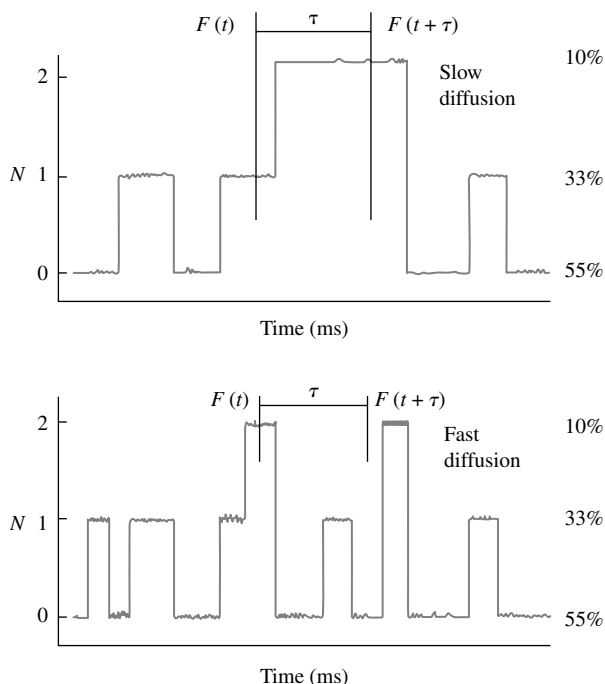 F (t) τ F (t + τ)
2 10%
Slow
diffusion
N 1 33%
0 55%
Time (ms)
F (t) τ F (t + τ)
2 10%
Fast
diffusion
N 1 33%
0 55%
Time (ms)